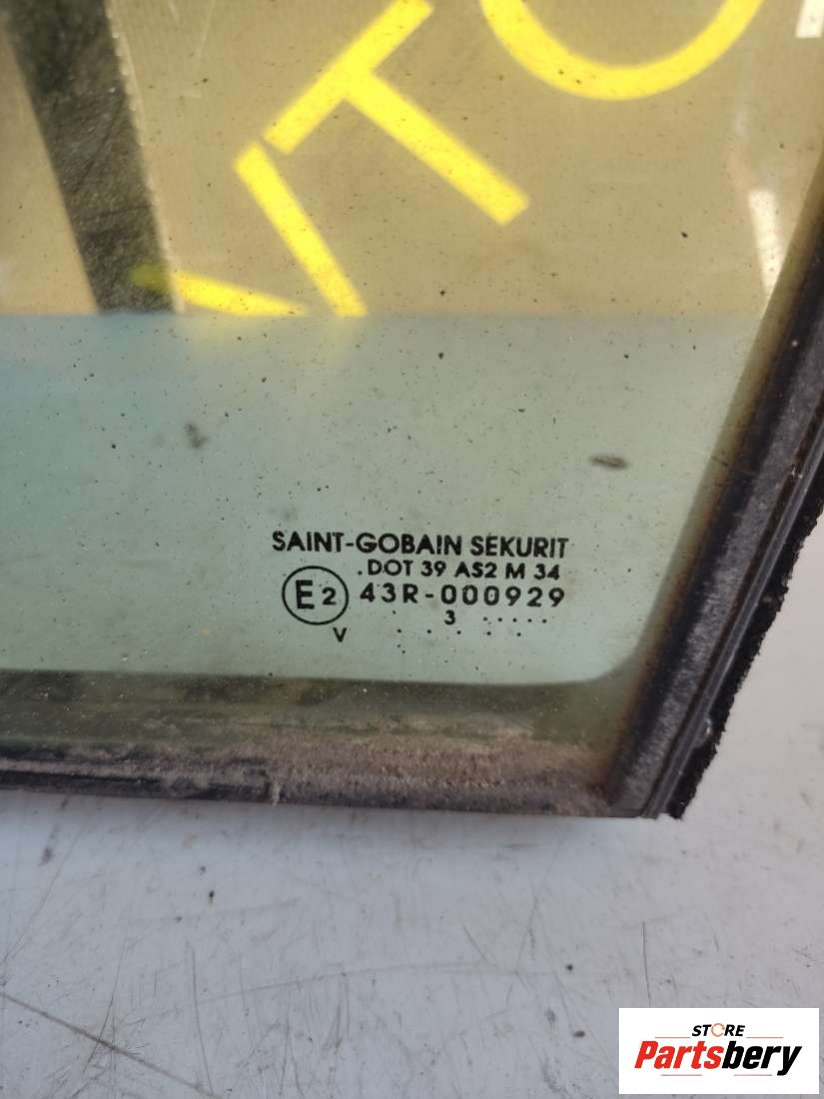 VTO
SAINT-GOBAIN SEKURIT
.DOT 39 AS2 M 34
E2 43R-000929
3
V
STORE
Partsbery